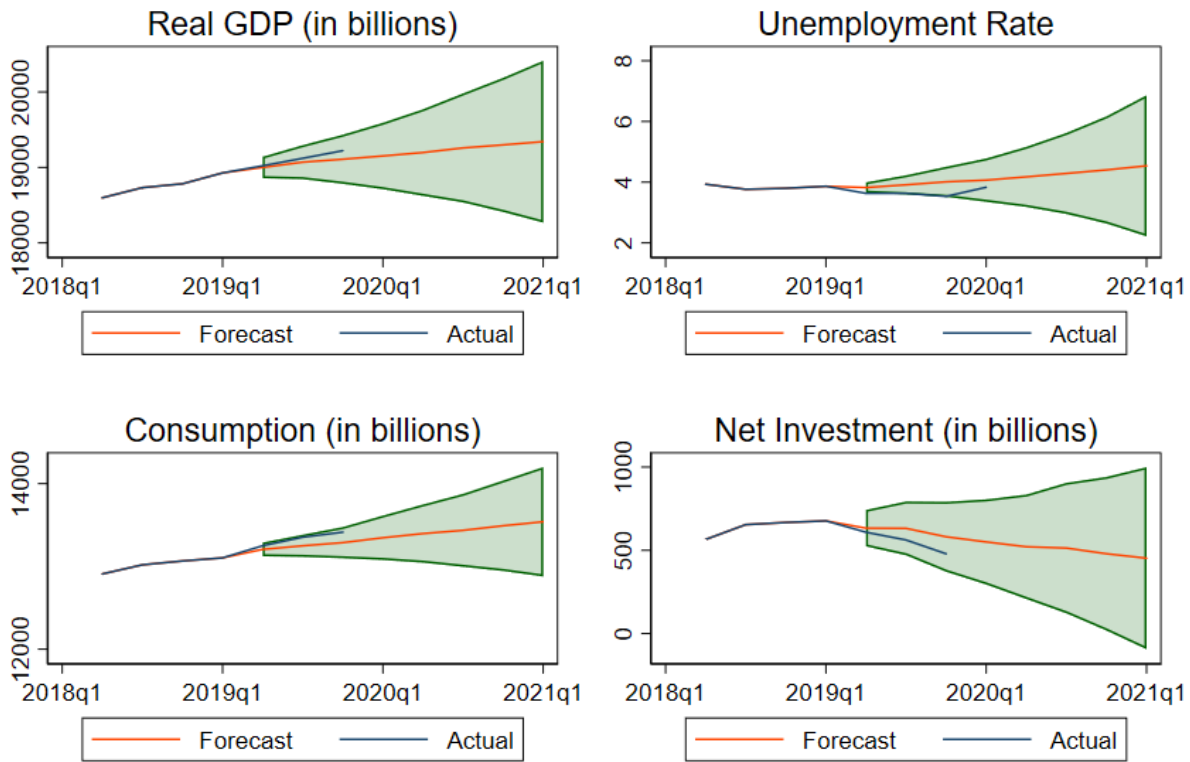 Real GDP (in billions)
20000
19000
18000
2018q1 2019q1 2020q1 2021q1
Forecast Actual
Unemployment Rate
8
6
4
2
2018q1 2019q1 2020q1 2021q1
Forecast Actual
Consumption (in billions)
14000
12000
2018q1 2019q1 2020q1 2021q1
Forecast Actual
Net Investment (in billions)
1000
500
0
2018q1 2019q1 2020q1 2021q1
Forecast Actual